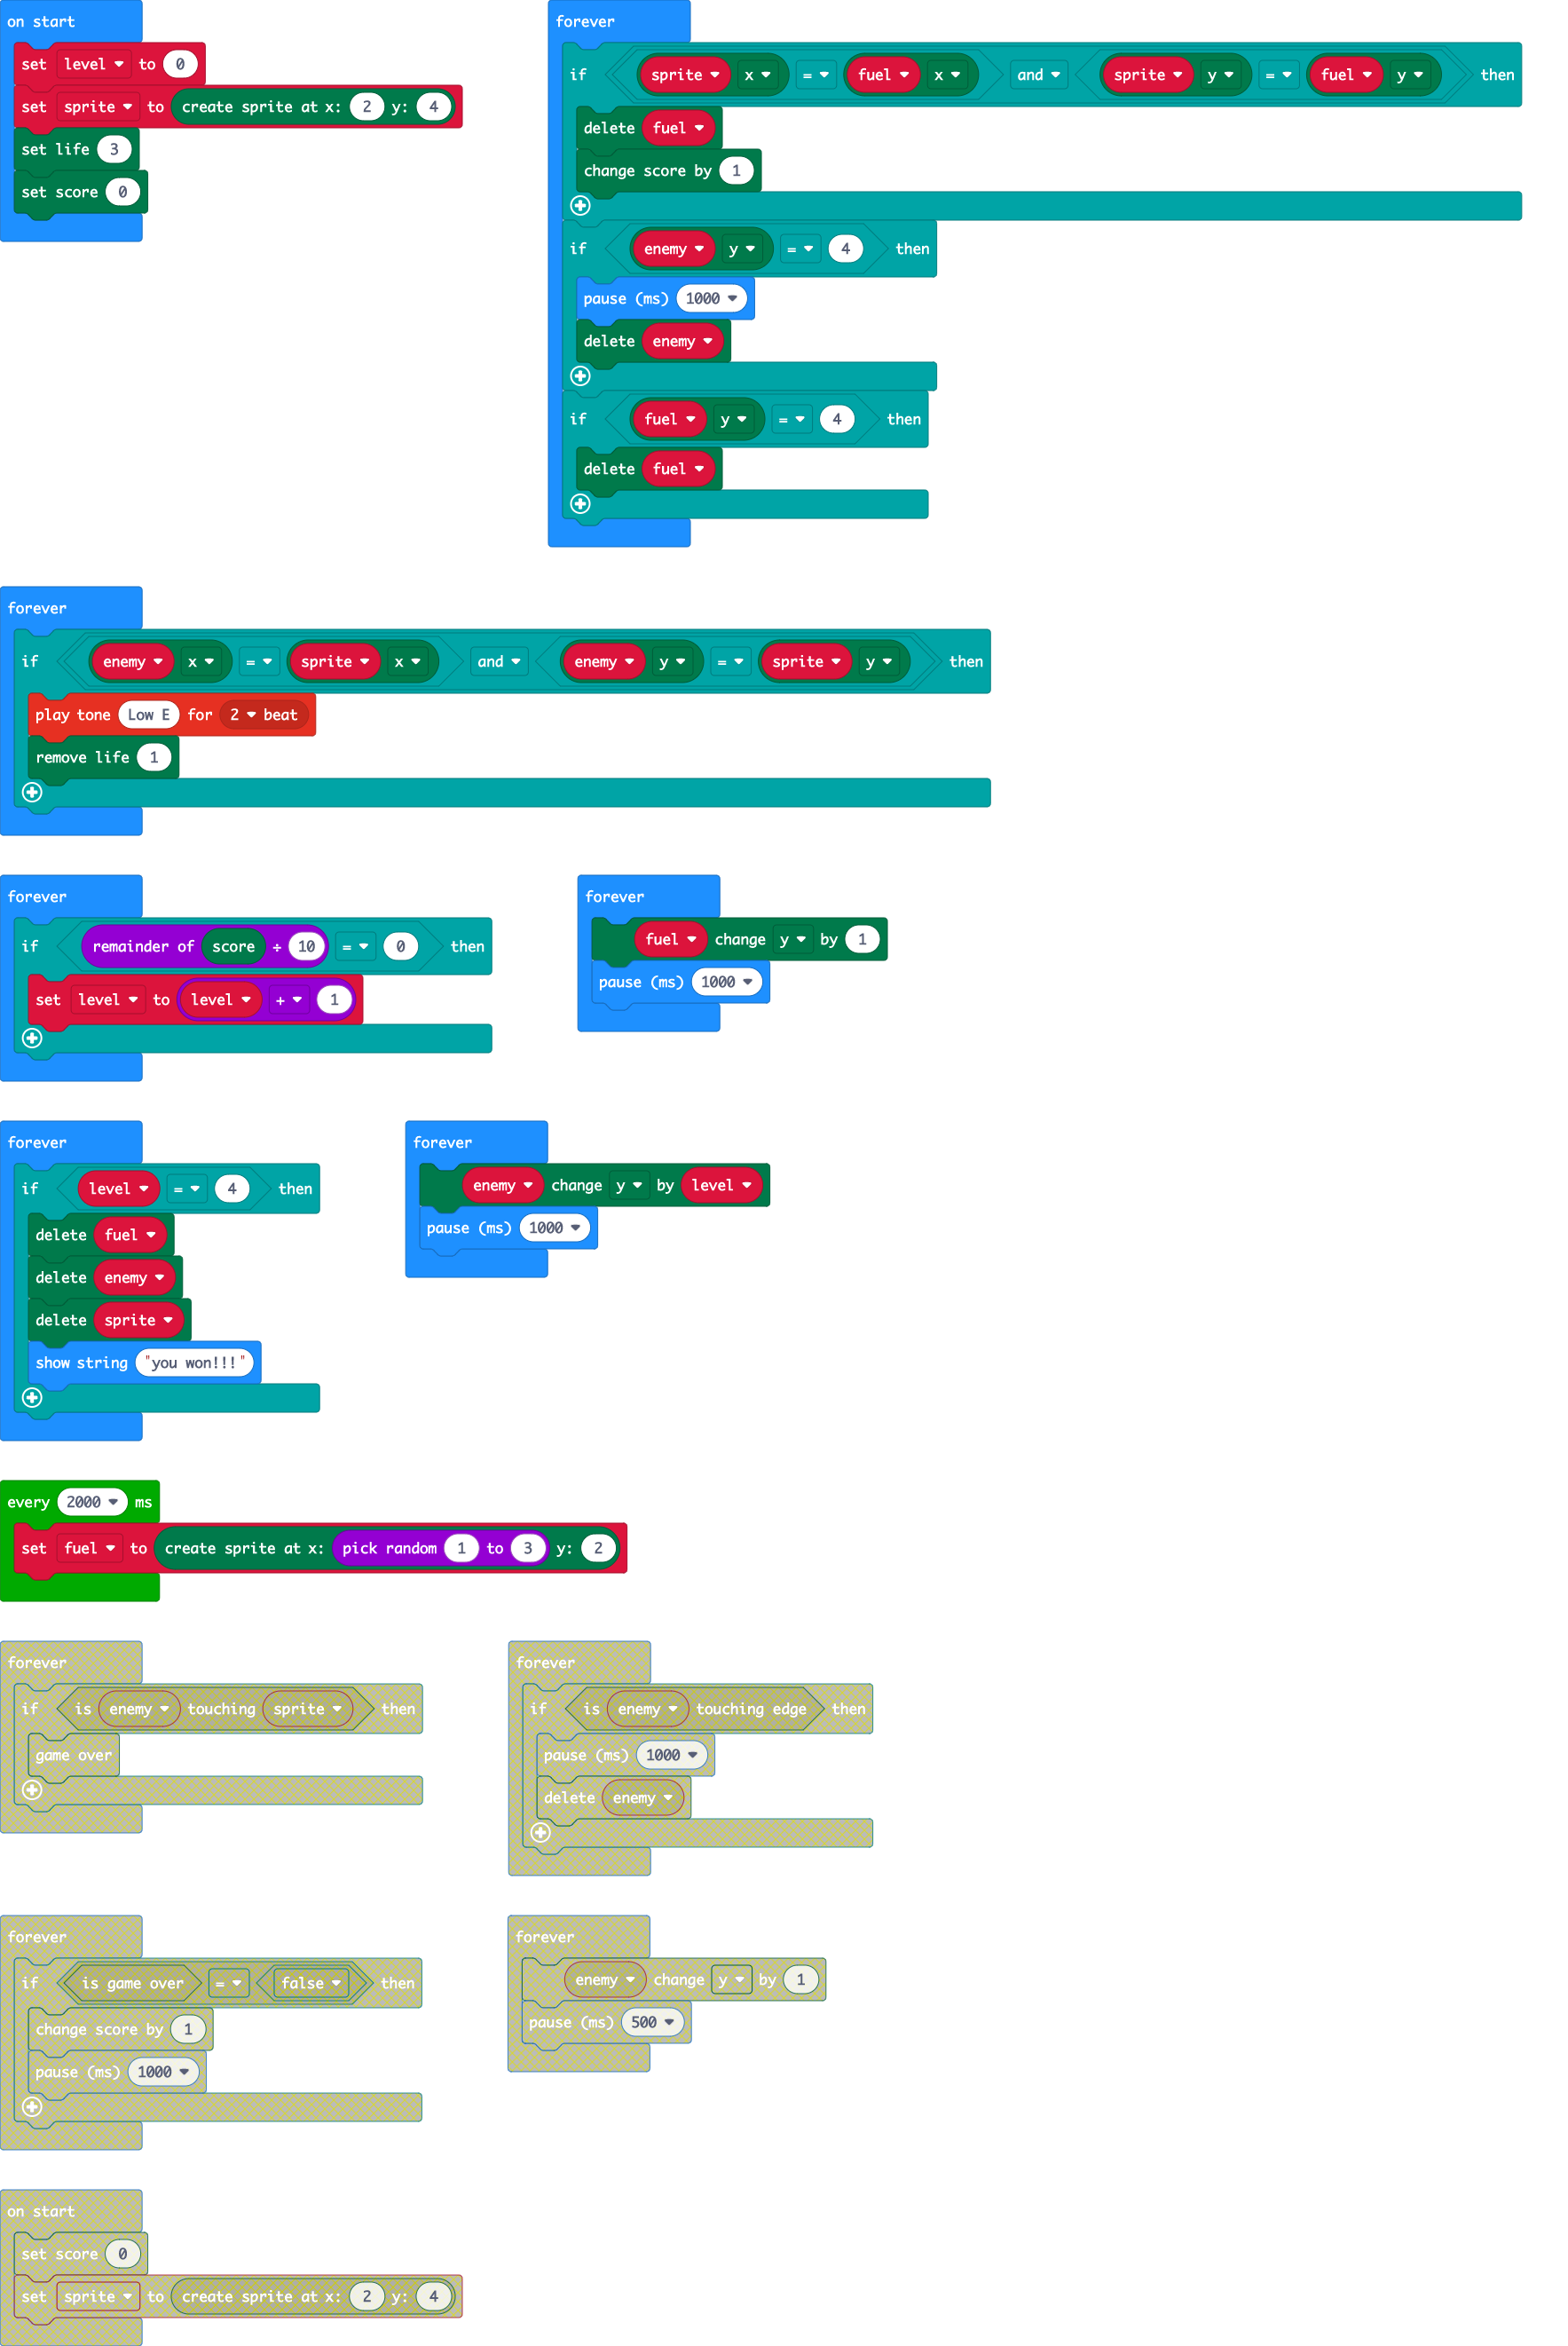 on start
set level to 0
set sprite to create sprite at x: 2 y: 4
set life 3
set score 0
forever
if sprite x = fuel x and sprite y = fuel y then
delete fuel
change score by 1
if enemy y = 4 then
pause (ms) 1000
delete enemy
if fuel y = 4 then
delete fuel
forever
if enemy x = sprite x and enemy y = sprite y then
play tone Low E for 2 beat
remove life 1
forever
if remainder of score ÷ 10 = 0 then
set level to level + 1
forever
fuel change y by 1
pause (ms) 1000
forever
if level = 4 then
delete fuel
delete enemy
delete sprite
show string "you won!!!"
forever
enemy change y by level
pause (ms) 1000
every 2000 ms
set fuel to create sprite at x: pick random 1 to 3 y: 2
forever
if is enemy touching sprite then
game over
forever
if is enemy touching edge then
pause (ms) 1000
delete enemy
forever
if is game over = false then
change score by 1
pause (ms) 1000
forever
enemy change y by 1
pause (ms) 500
on start
set score 0
set sprite to create sprite at x: 2 y: 4